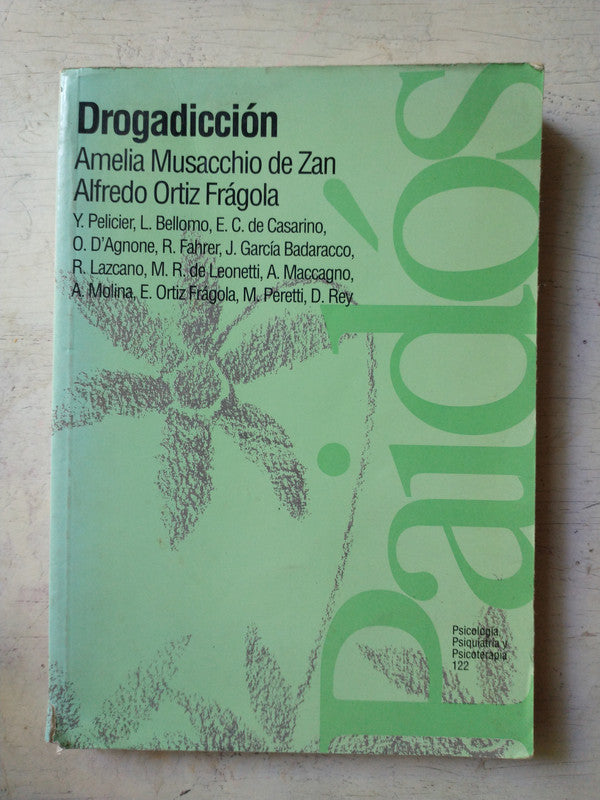 Drogadicción
Amelia Musacchio de Zan
Alfredo Ortiz Frágola
Y. Pelicier, L. Bellomo, E. C. de Casarino,
O. D'Agnone, R. Fahrer, J. García Badaracco,
R. Lazcano, M. R. de Leonetti, A. Maccagno,
A. Molina, E. Ortiz Frágola, M. Peretti, D. Rey
Paidós
Psicología,
Psiquiatría y
Psicoterapia
122